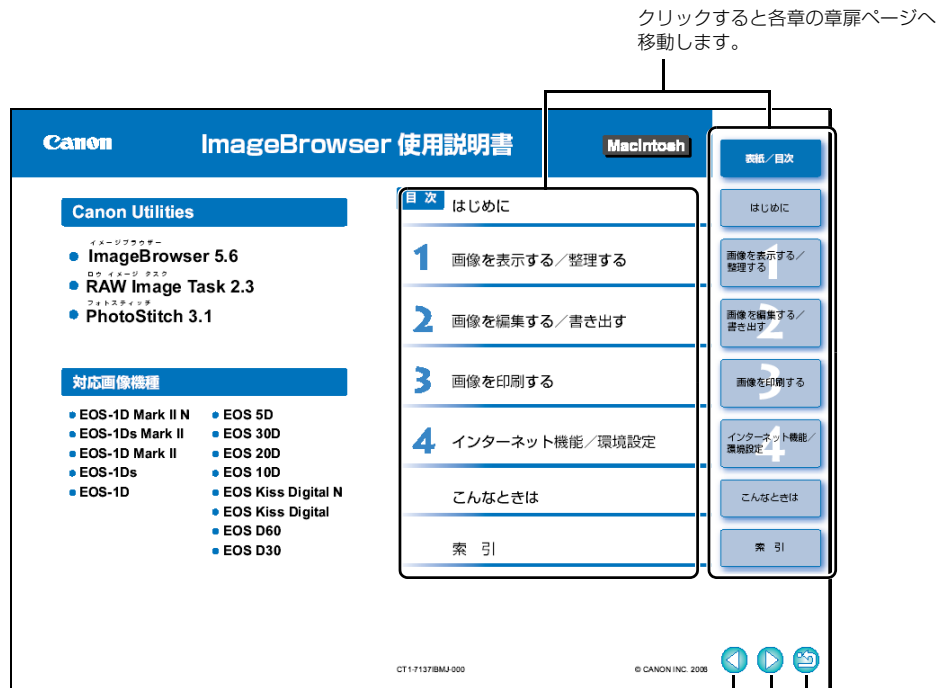 クリックすると各章の章扉ページへ
移動します。
Canon
ImageBrowser 使用説明書
Macintosh
Canon Utilities
イメージブラウザー
ImageBrowser 5.6
ロウ イメージ タスク
RAW Image Task 2.3
フォトスティッチ
PhotoStitch 3.1
対応画像機種
EOS-1D Mark II N
EOS-1Ds Mark II
EOS-1D Mark II
EOS-1Ds
EOS-1D
EOS 5D
EOS 30D
EOS 20D
EOS 10D
EOS Kiss Digital N
EOS Kiss Digital
EOS D60
EOS D30
目 次
はじめに
1 画像を表示する／整理する
2 画像を編集する／書き出す
3 画像を印刷する
4 インターネット機能／環境設定
こんなときは
索 引
表紙／目次
はじめに
1
画像を表示する／
整理する
2
画像を編集する／
書き出す
3
画像を印刷する
4
インターネット機能／
環境設定
こんなときは
索 引
CT1-7137IBMJ-000
© CANON INC. 2006